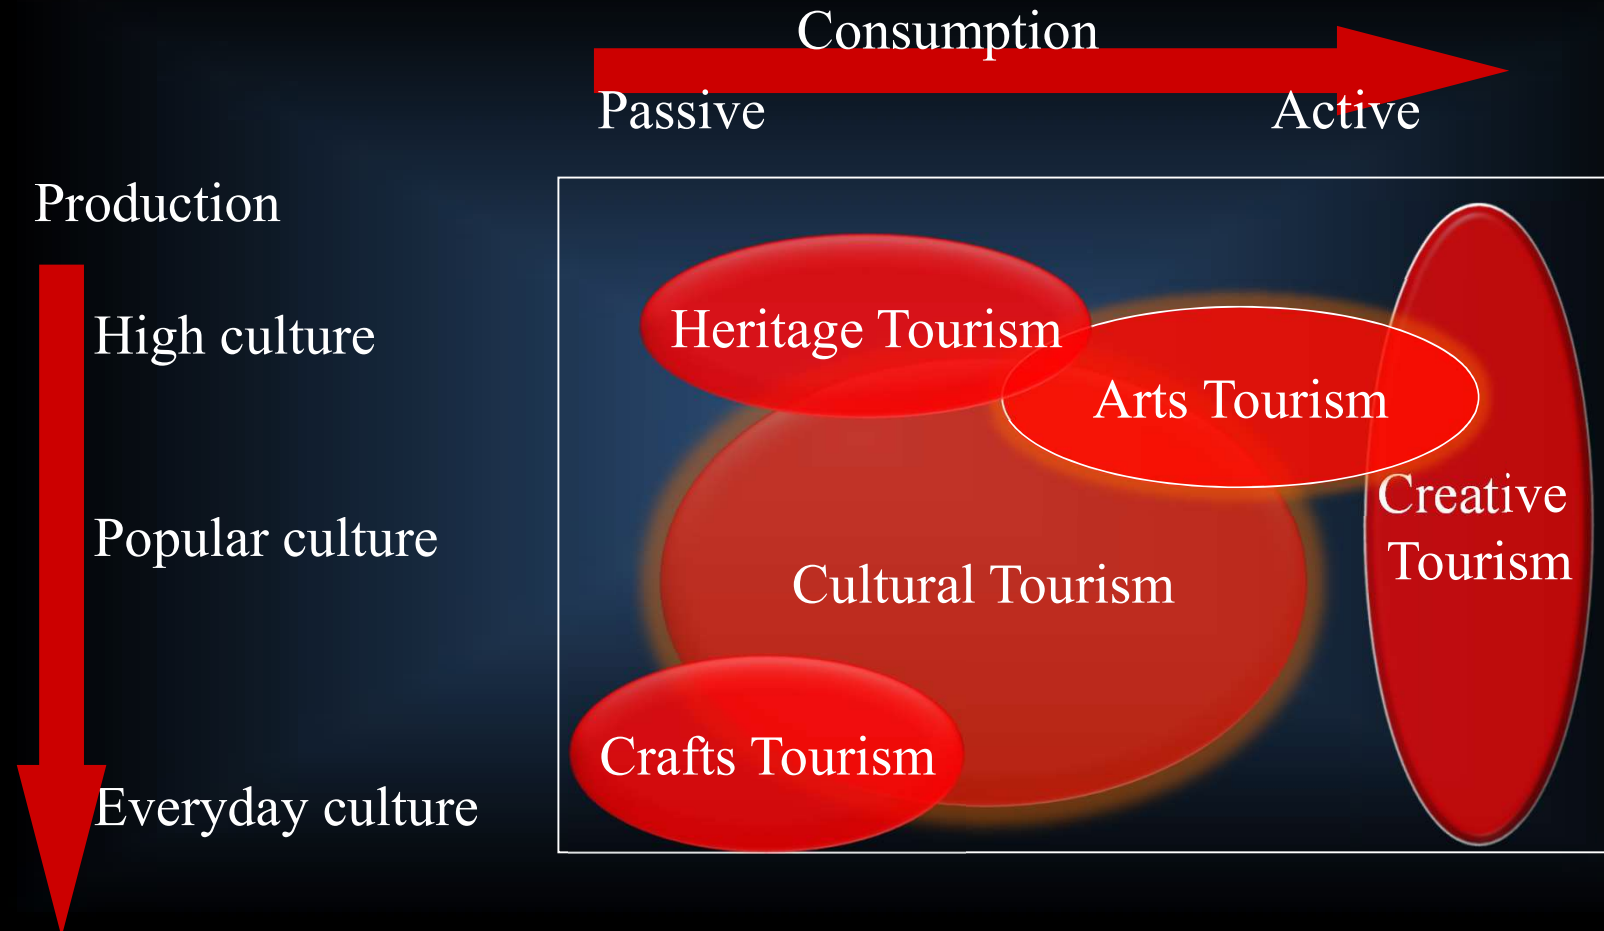 Consumption
Passive
Active
Production
High culture
Heritage Tourism
Arts Tourism
Creative
Tourism
Popular culture
Cultural Tourism
Crafts Tourism
Everyday culture